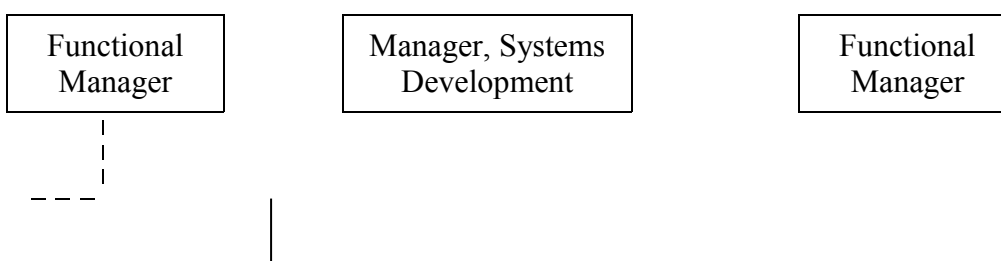 Functional
Manager
Manager, Systems
Development
Functional
Manager